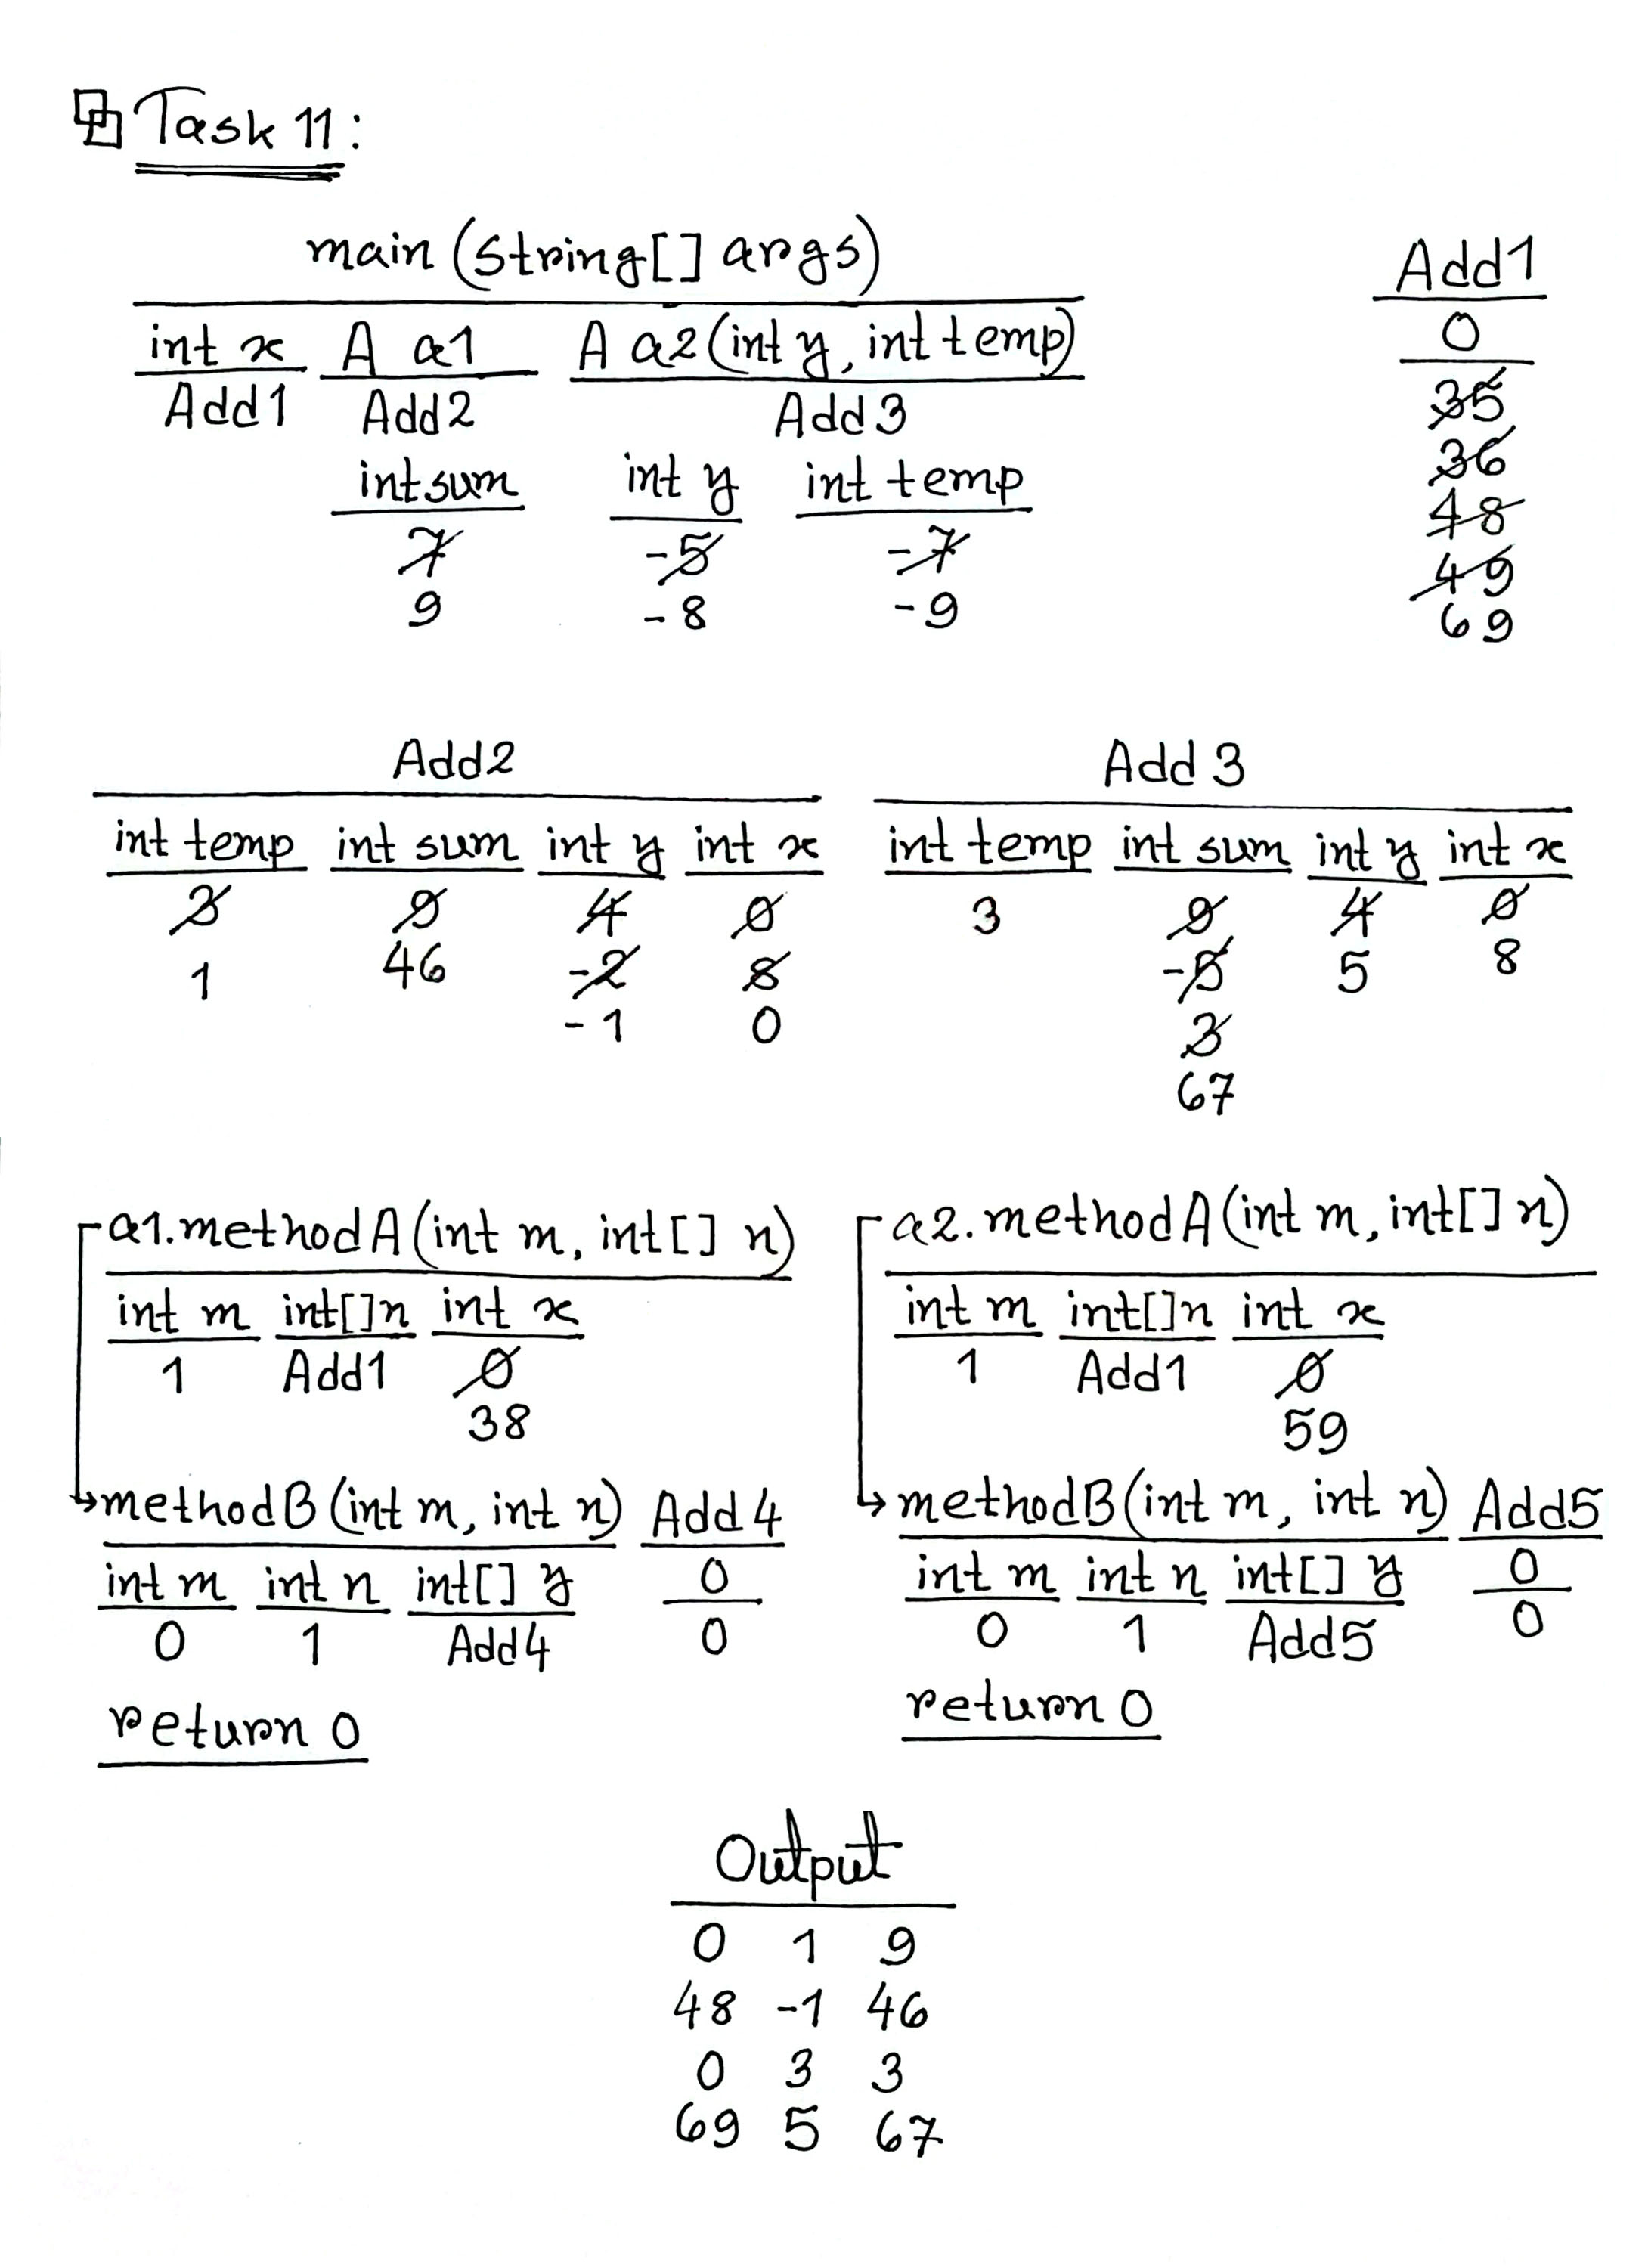 Task 11:
main (String[] args)
Add1
int x A a1 A a2(int y, int temp)
0
Add1 Add2 Add3
35
int sum int y int temp
36
7 -5 -7
48
9 -8 -9
49
69
Add2 Add 3
int temp int sum int y int x int temp int sum int y int x
3 9 4 0 3 9 4 0
1 46 -2 8 -5 5 8
-1 0 3
67
a1.methodA(int m, int[] n) a2.methodA(int m, int[] n)
int m int[]n int x int m int[]n int x
1 Add1 0 1 Add1 0
38 59
methodB(int m, int n) Add4 methodB(int m, int n) Add5
int m int n int[] y 0 int m int n int[] y 0
0 1 Add4 0 0 1 Add5 0
return 0 return 0
Output
0 1 9
48 -1 46
0 3 3
69 5 67